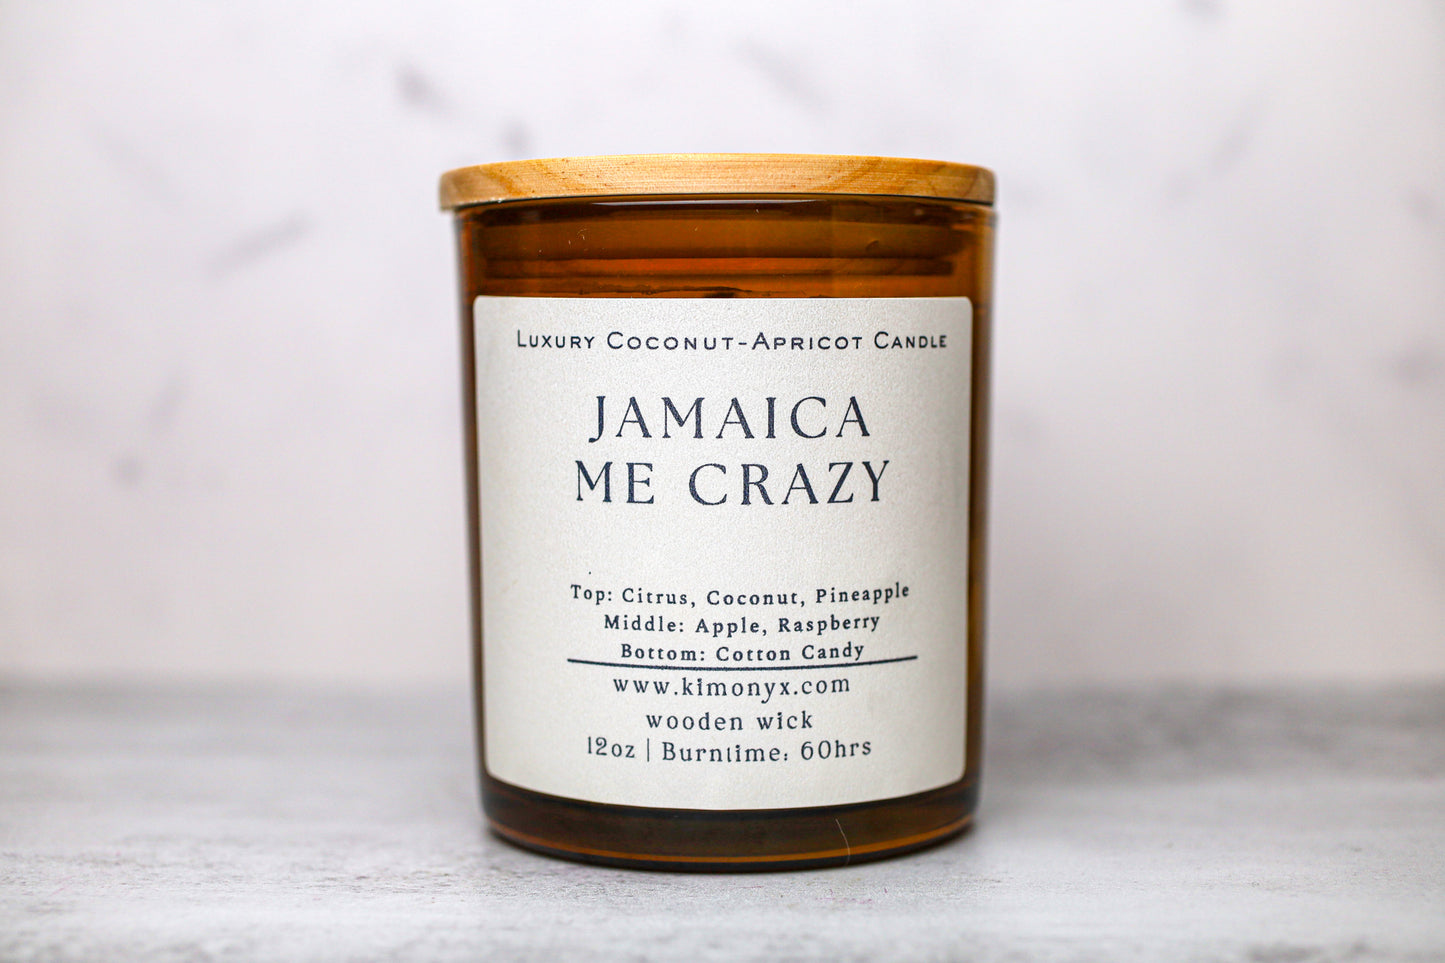 Luxury Coconut-Apricot Candle
JAMAICA
ME CRAZY
Top: Citrus, Coconut, Pineapple
Middle: Apple, Raspberry
Bottom: Cotton Candy
www.kimonyx.com
wooden wick
12oz | Burntime: 60hrs